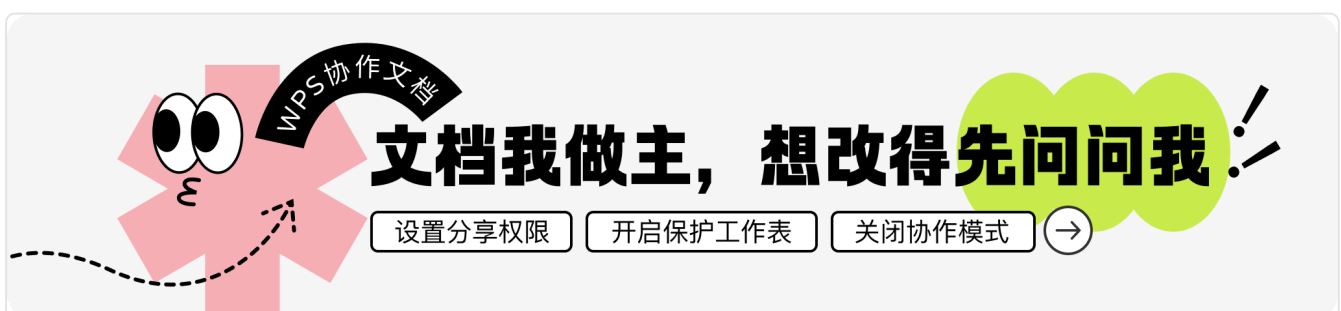 WPS协作文档
文档我做主，想改得先问问我
设置分享权限
开启保护工作表
关闭协作模式